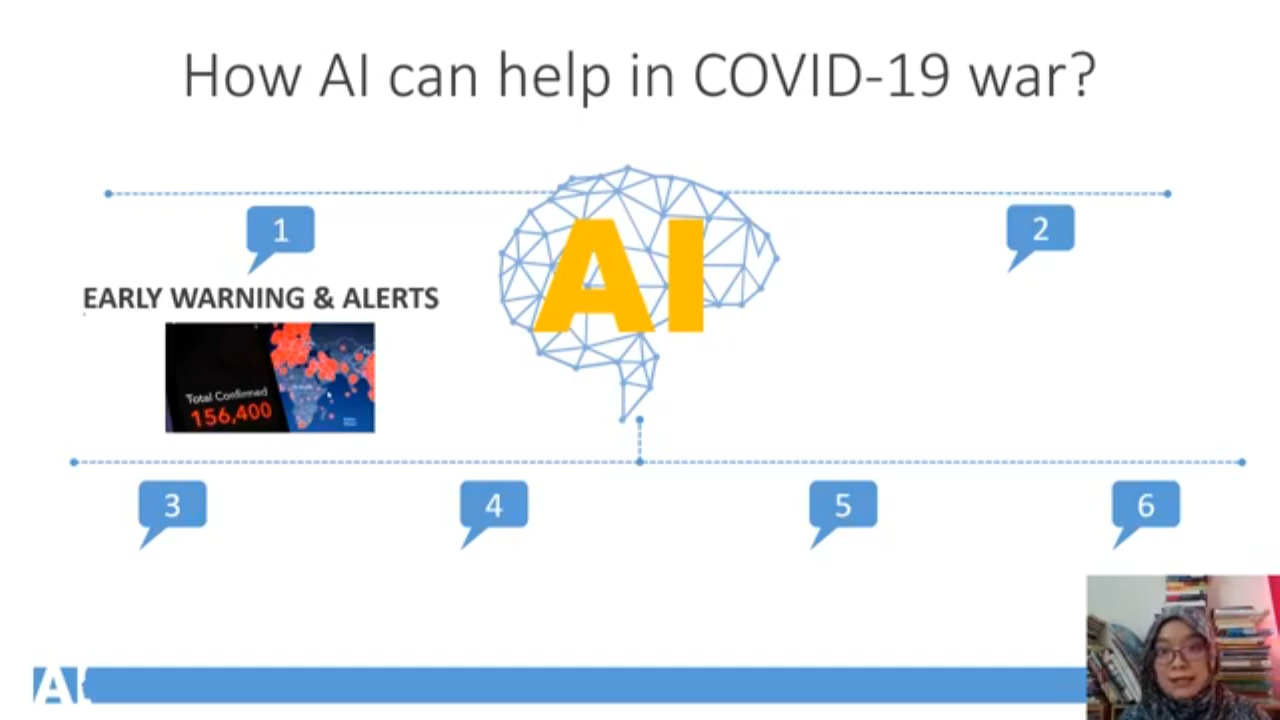 How AI can help in COVID-19 war?
1
2
AI
EARLY WARNING & ALERTS
Total Confirmed
156,400
3
4
5
6
AI